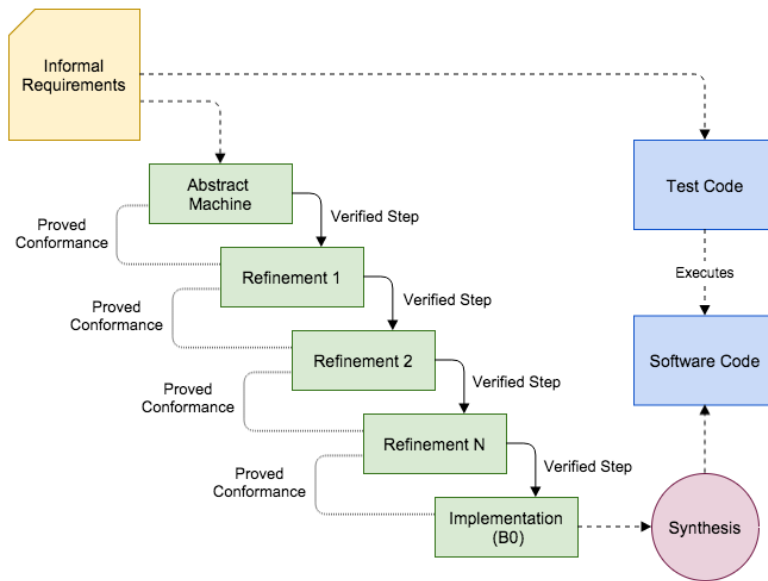 Informal
Requirements
Abstract
Machine
Test Code
Proved
Conformance
Verified Step
Refinement 1
Executes
Proved
Conformance
Verified Step
Refinement 2
Software Code
Proved
Conformance
Verified Step
Refinement N
Proved
Conformance
Verified Step
Implementation
(B0)
Synthesis